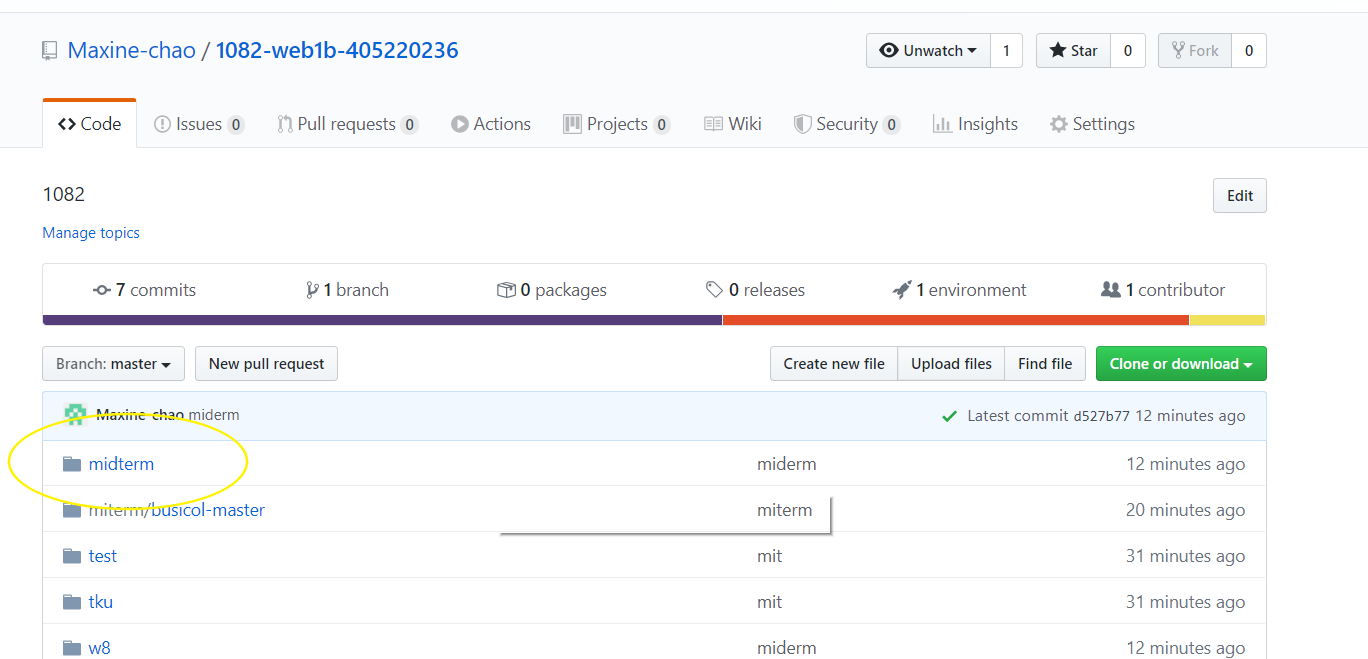 Maxine-chao / 1082-web1b-405220236 Unwatch 1 Star 0 Fork 0
Code Issues 0 Pull requests 0 Actions Projects 0 Wiki Security 0 Insights Settings
1082 Edit
Manage topics
7 commits 1 branch 0 packages 0 releases 1 environment 1 contributor
Branch: master New pull request Create new file Upload files Find file Clone or download
Maxine-chao miderm Latest commit d527b77 12 minutes ago
midterm miderm 12 minutes ago
miterm/busicol-master miterm 20 minutes ago
test mit 31 minutes ago
tku mit 31 minutes ago
w8 miderm 12 minutes ago